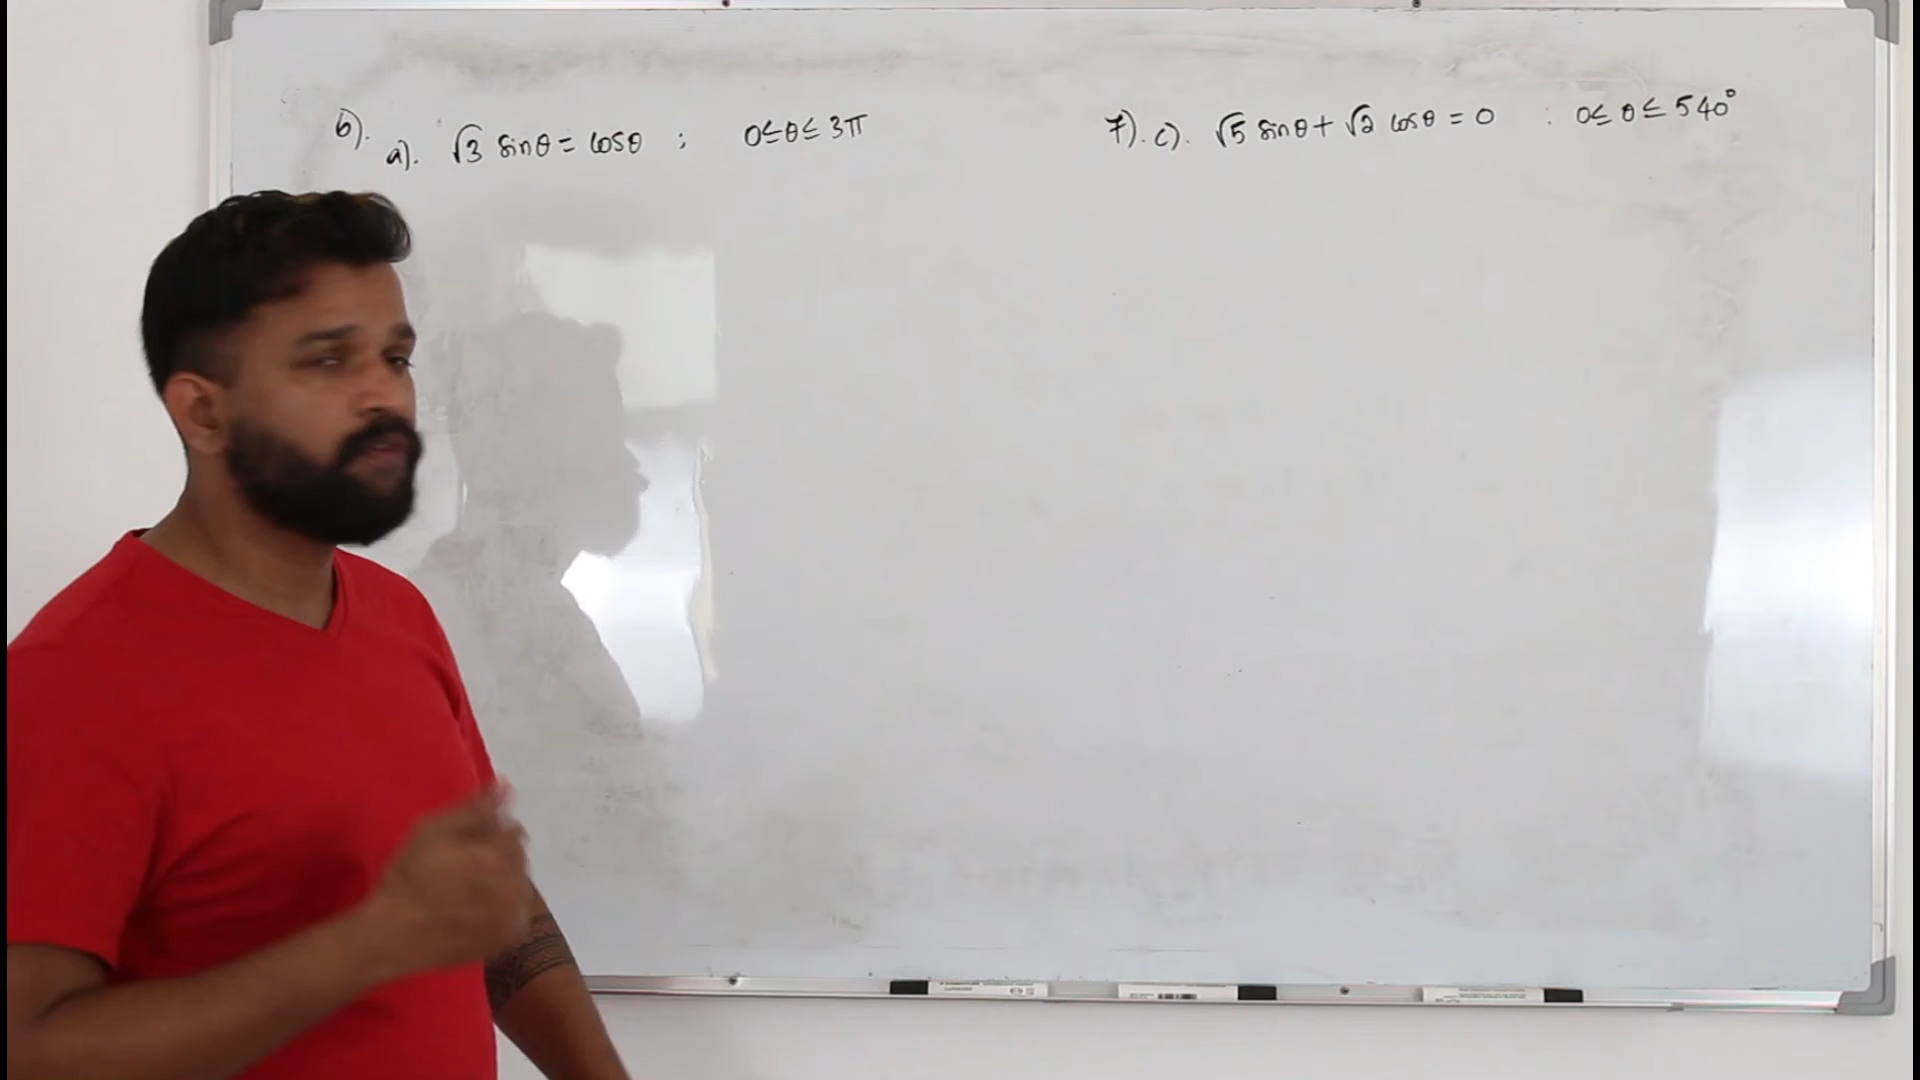 6). a). √3 sinθ = cosθ ; 0≤θ≤ 3π
7). c). √5 sinθ + √2 cosθ = 0 : 0≤ θ ≤ 540°